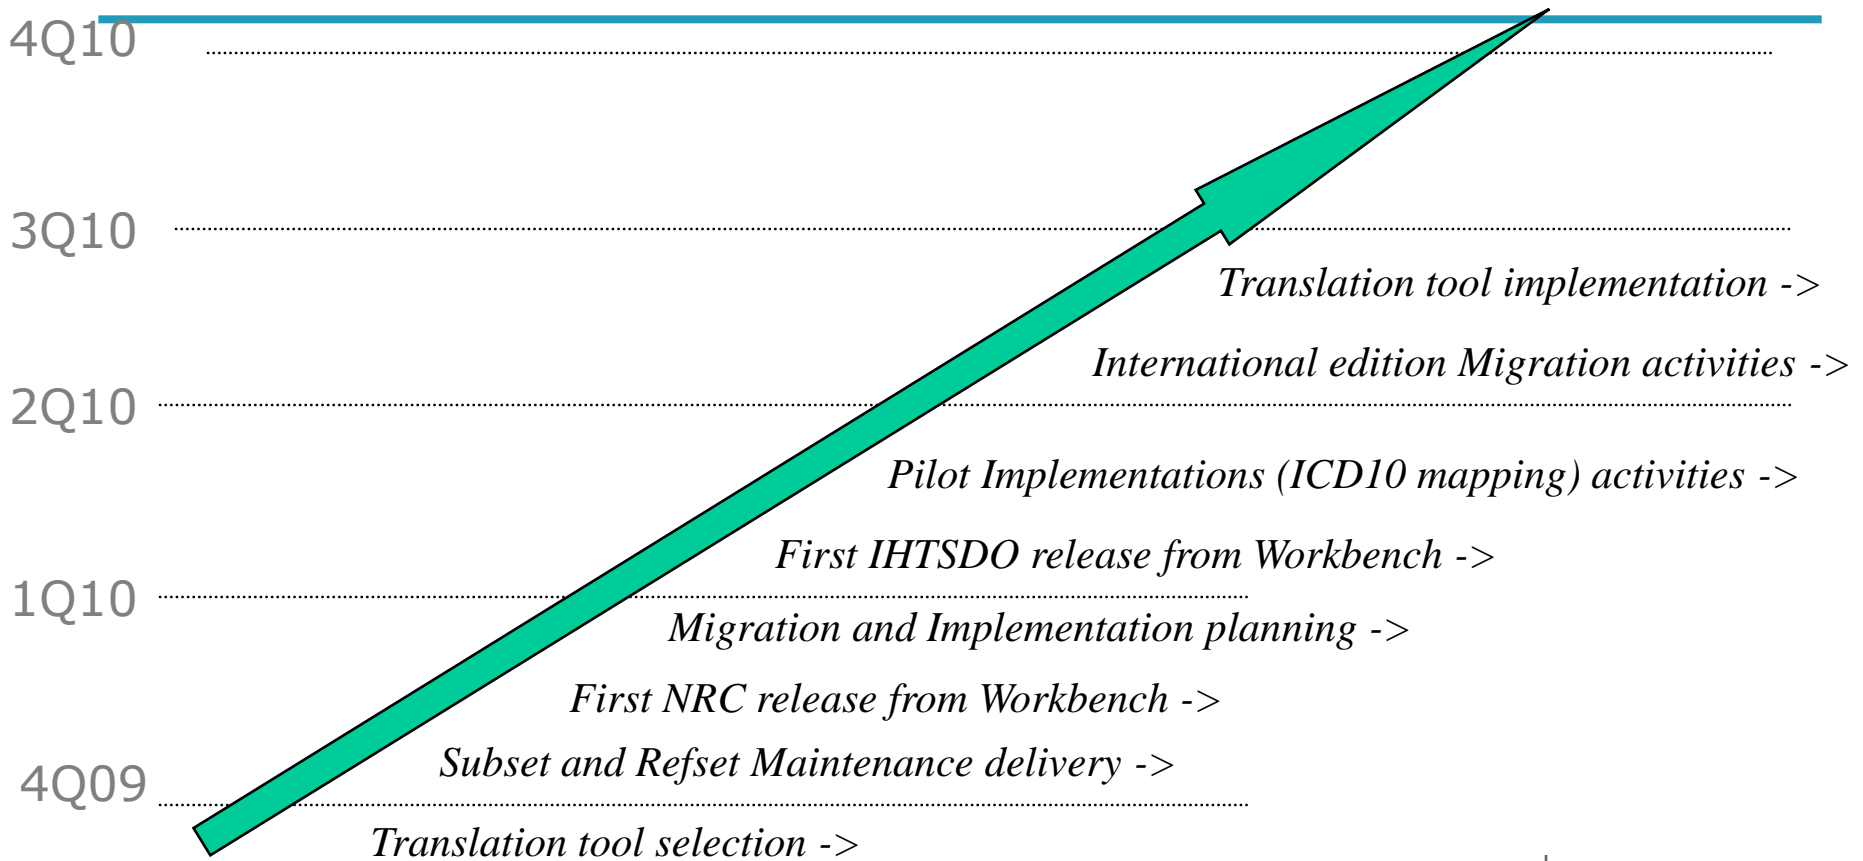 4Q10
3Q10
Translation tool implementation ->
International edition Migration activities ->
2Q10
Pilot Implementations (ICD10 mapping) activities ->
First IHTSDO release from Workbench ->
1Q10
Migration and Implementation planning ->
First NRC release from Workbench ->
Subset and Refset Maintenance delivery ->
4Q09
Translation tool selection ->